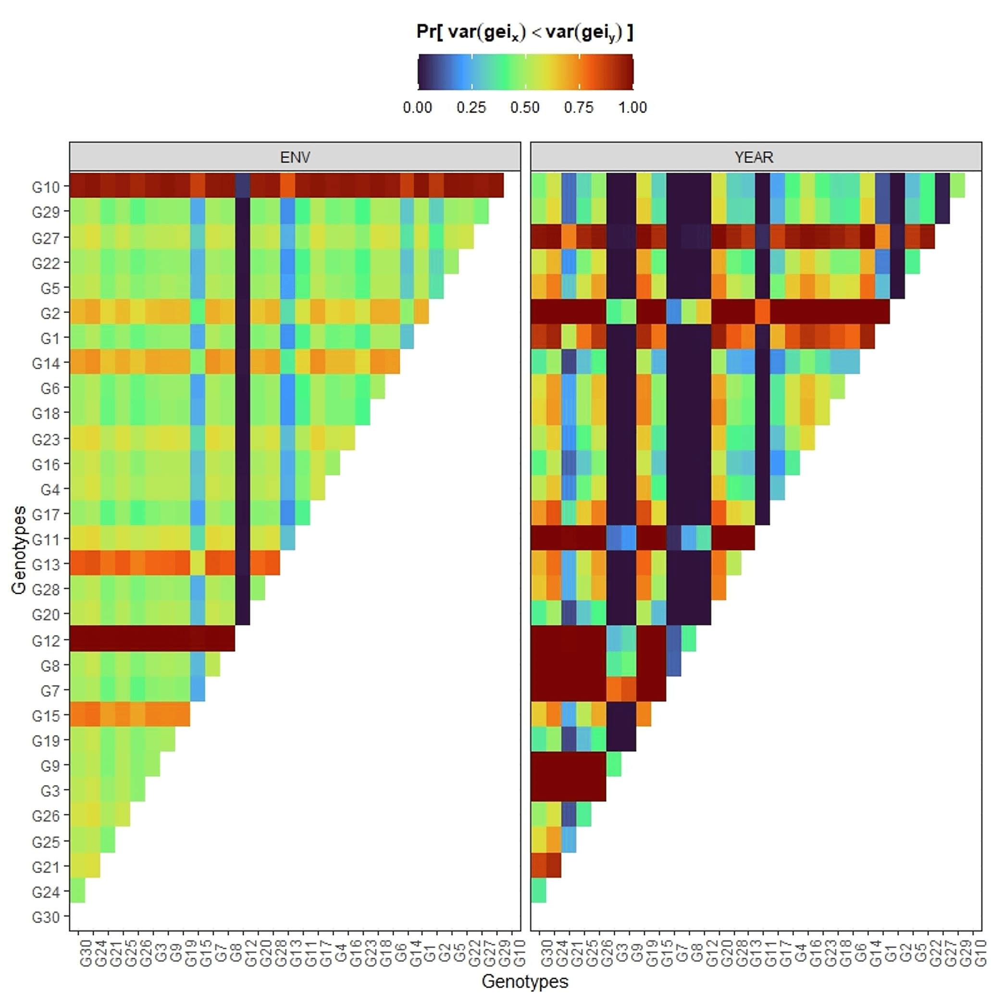 Pr[ var(geiₓ) < var(geiᵧ) ]
0.00 0.25 0.50 0.75 1.00
ENV YEAR
Genotypes
G10
G29
G27
G22
G5
G2
G1
G14
G6
G18
G23
G16
G4
G17
G11
G13
G28
G20
G12
G8
G7
G15
G19
G9
G3
G26
G25
G21
G24
G30
G30 G24 G21 G25 G26 G3 G9 G19 G15 G7 G8 G12 G20 G28 G13 G11 G17 G4 G16 G23 G18 G6 G14 G1 G2 G5 G22 G27 G29 G10
G30 G24 G21 G25 G26 G3 G9 G19 G15 G7 G8 G12 G20 G28 G13 G11 G17 G4 G16 G23 G18 G6 G14 G1 G2 G5 G22 G27 G29 G10
Genotypes